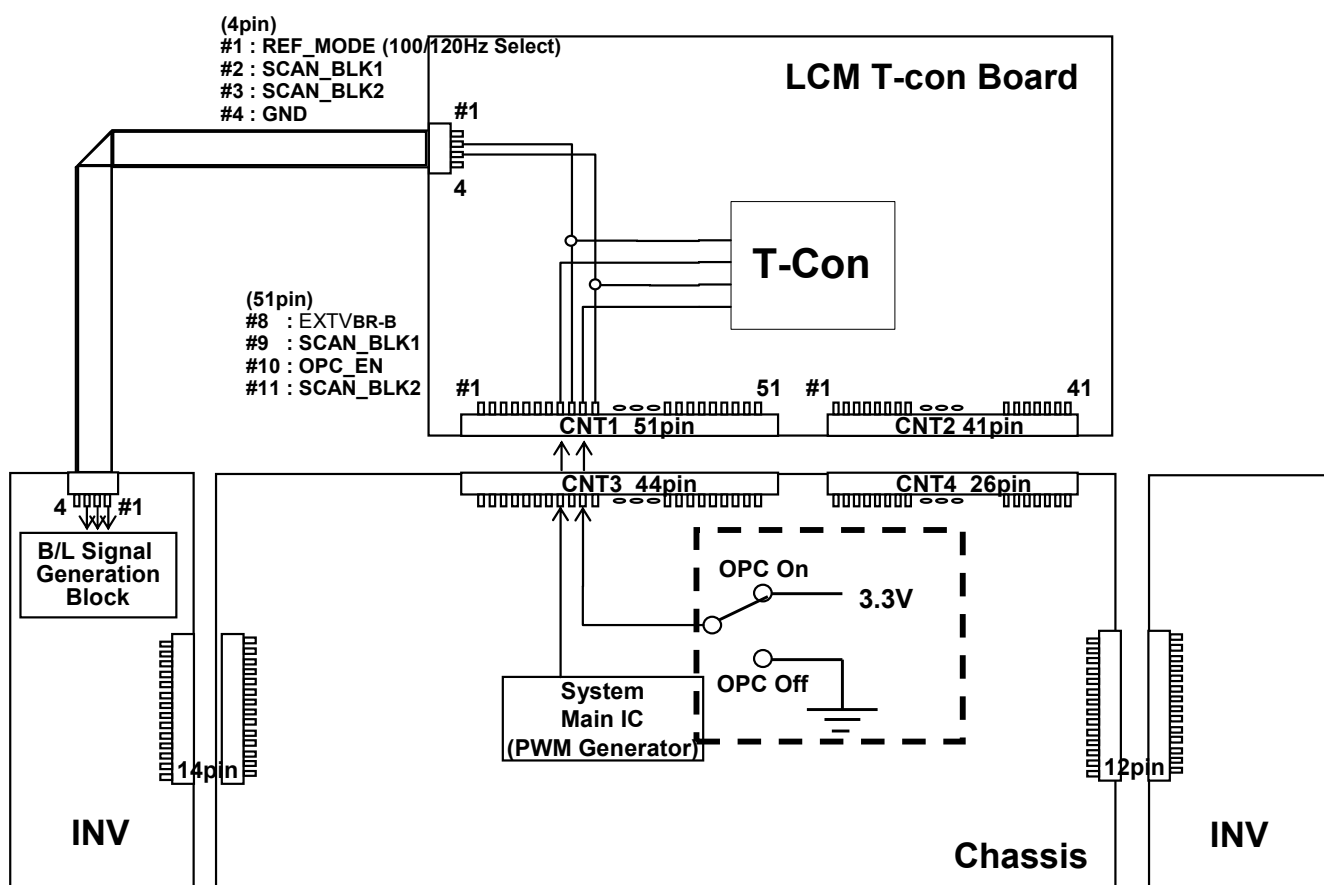 (4pin)
#1 : REF_MODE (100/120Hz Select)
#2 : SCAN_BLK1
#3 : SCAN_BLK2
#4 : GND
LCM T-con Board
#1
4
T-Con
(51pin)
#8 : EXTVBR-B
#9 : SCAN_BLK1
#10 : OPC_EN
#11 : SCAN_BLK2
#1
51
#1
41
CNT1 51pin
CNT2 41pin
CNT3 44pin
CNT4 26pin
4
#1
B/L Signal
Generation
Block
OPC On
3.3V
OPC Off
System
Main IC
(PWM Generator)
14pin
12pin
INV
Chassis
INV